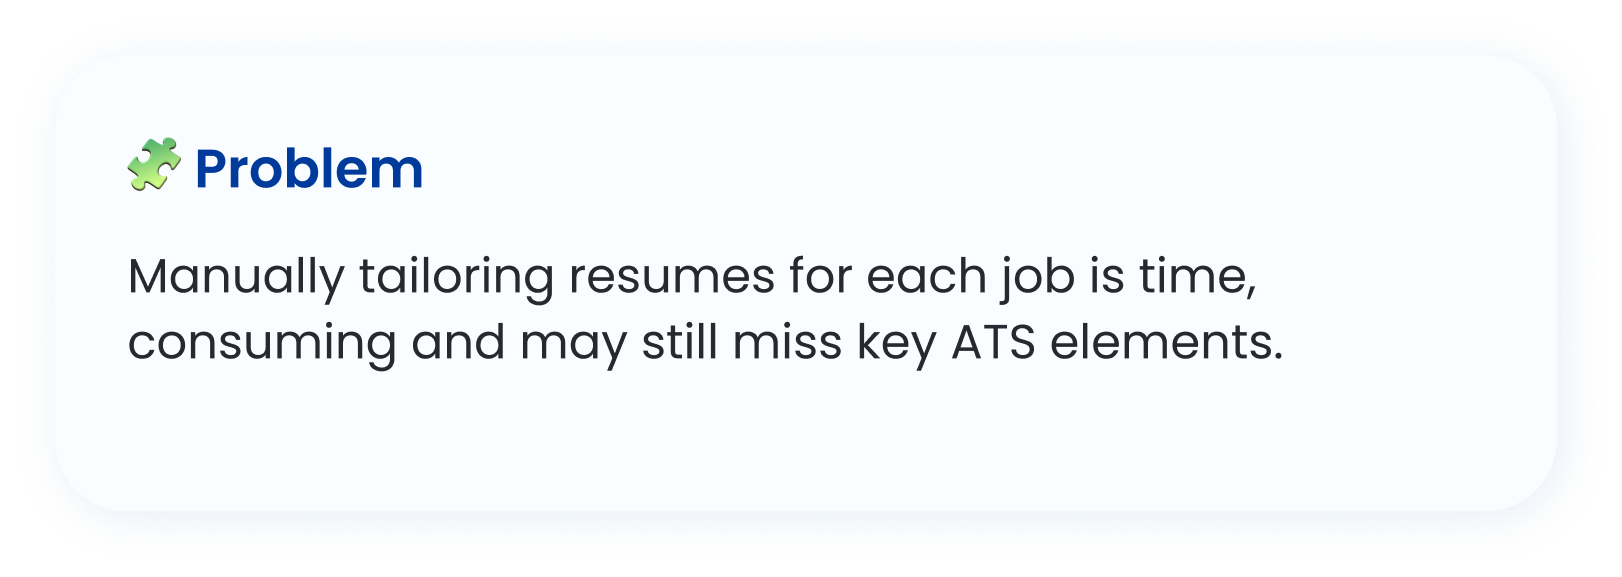 Problem
Manually tailoring resumes for each job is time,
consuming and may still miss key ATS elements.